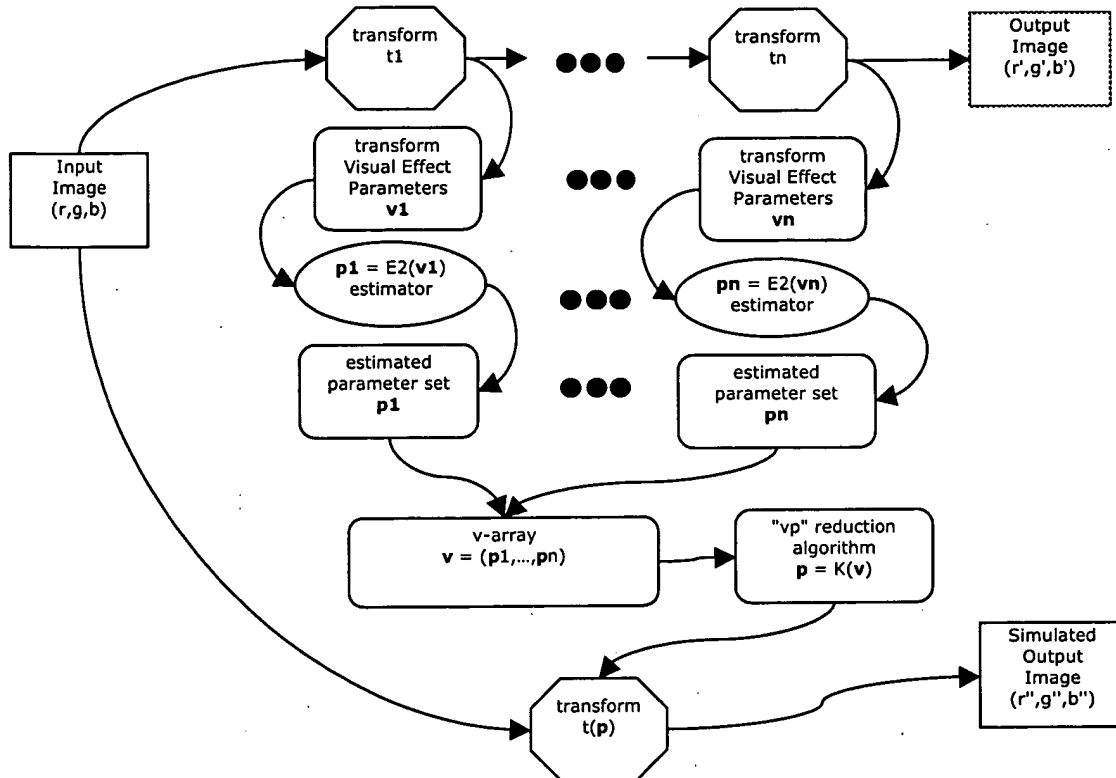 transform
t1
transform
tn
Output
Image
(r',g',b')
Input
Image
(r,g,b)
transform
Visual Effect
Parameters
v1
transform
Visual Effect
Parameters
vn
p1 = E2(v1)
estimator
pn = E2(vn)
estimator
estimated
parameter set
p1
estimated
parameter set
pn
v-array
v = (p1,...,pn)
"vp" reduction
algorithm
p = K(v)
Simulated
Output
Image
(r'',g'',b'')
transform
t(p)